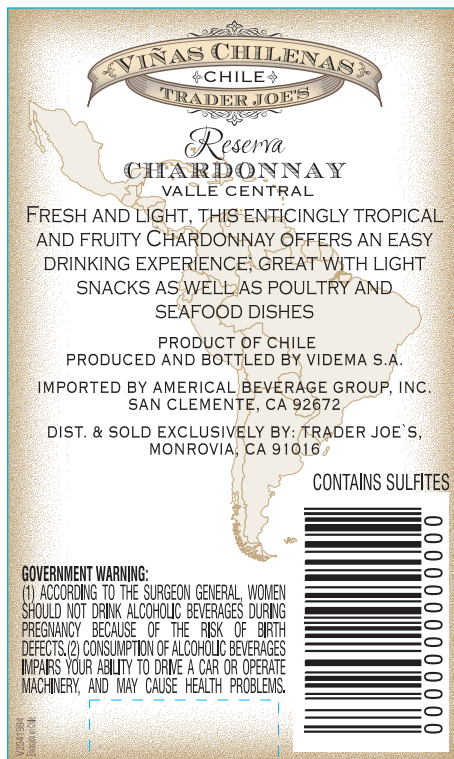 VIÑAS CHILENAS
CHILE
TRADER JOE'S
Reserva
CHARDONNAY
VALLE CENTRAL
FRESH AND LIGHT, THIS ENTICINGLY TROPICAL
AND FRUITY CHARDONNAY OFFERS AN EASY
DRINKING EXPERIENCE, GREAT WITH LIGHT
SNACKS AS WELL AS POULTRY AND
SEAFOOD DISHES
PRODUCT OF CHILE
PRODUCED AND BOTTLED BY VIDEMA S.A.
IMPORTED BY AMERICAL BEVERAGE GROUP, INC.
SAN CLEMENTE, CA 92672
DIST. & SOLD EXCLUSIVELY BY: TRADER JOE`S,
MONROVIA, CA 91016
CONTAINS SULFITES
GOVERNMENT WARNING:
(1) ACCORDING TO THE SURGEON GENERAL, WOMEN
SHOULD NOT DRINK ALCOHOLIC BEVERAGES DURING
PREGNANCY BECAUSE OF THE RISK OF BIRTH
DEFECTS.(2) CONSUMPTION OF ALCOHOLIC BEVERAGES
IMPAIRS YOUR ABILITY TO DRIVE A CAR OR OPERATE
MACHINERY, AND MAY CAUSE HEALTH PROBLEMS.
000000000000